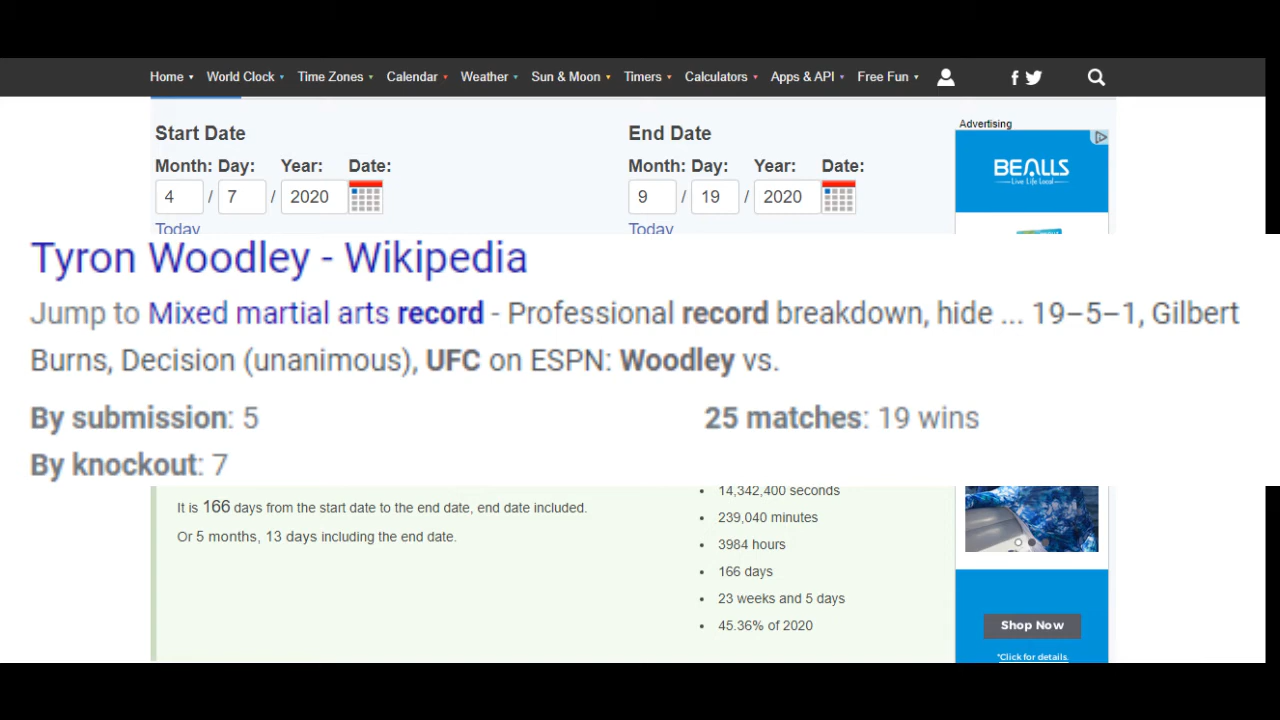 Home World Clock Time Zones Calendar Weather Sun & Moon Timers Calculators Apps & API Free Fun
Start Date
End Date
Advertising
Month: Day: Year: Date:
Month: Day: Year: Date:
4 / 7 / 2020
9 / 19 / 2020
BEALLS
Live Life Local
Today
Today
Tyron Woodley - Wikipedia
Jump to Mixed martial arts record - Professional record breakdown, hide ... 19–5–1, Gilbert
Burns, Decision (unanimous), UFC on ESPN: Woodley vs.
By submission: 5
25 matches: 19 wins
By knockout: 7
It is 166 days from the start date to the end date, end date included.
Or 5 months, 13 days including the end date.
• 14,342,400 seconds
• 239,040 minutes
• 3984 hours
• 166 days
• 23 weeks and 5 days
• 45.36% of 2020
Shop Now
*Click for details.